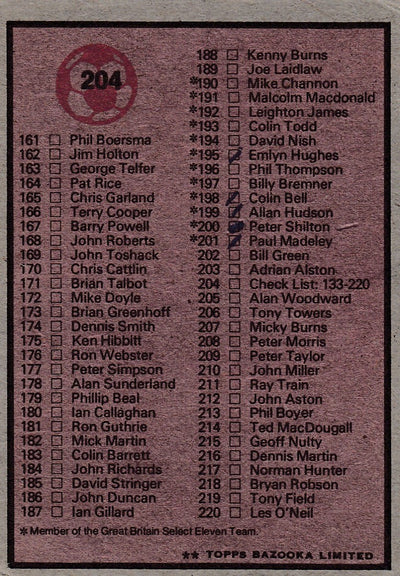 204
161 Phil Boersma
162 Jim Holton
163 George Telfer
164 Pat Rice
165 Chris Garland
166 Terry Cooper
167 Barry Powell
168 John Roberts
169 John Toshack
170 Chris Cattlin
171 Brian Talbot
172 Mike Doyle
173 Brian Greenhoff
174 Dennis Smith
175 Ken Hibbitt
176 Ron Webster
177 Peter Simpson
178 Alan Sunderland
179 Phillip Beal
180 Ian Callaghan
181 Ron Guthrie
182 Mick Martin
183 Colin Barrett
184 John Richards
185 David Stringer
186 John Duncan
187 Ian Gillard
188 Kenny Burns
189 Joe Laidlaw
*190 Mike Channon
*191 Malcolm Macdonald
*192 Leighton James
*193 Colin Todd
*194 David Nish
*195 Emlyn Hughes
*196 Phil Thompson
*197 Billy Bremner
*198 Colin Bell
*199 Allan Hudson
*200 Peter Shilton
*201 Paul Madeley
202 Bill Green
203 Adrian Alston
204 Check List: 133-220
205 Alan Woodward
206 Tony Towers
207 Micky Burns
208 Peter Morris
209 Peter Taylor
210 John Miller
211 Ray Train
212 John Aston
213 Phil Boyer
214 Ted MacDougall
215 Geoff Nulty
216 Dennis Martin
217 Norman Hunter
218 Bryan Robson
219 Tony Field
220 Les O'Neil
*Member of the Great Britain Select Eleven Team.
** TOPPS BAZOOKA LIMITED